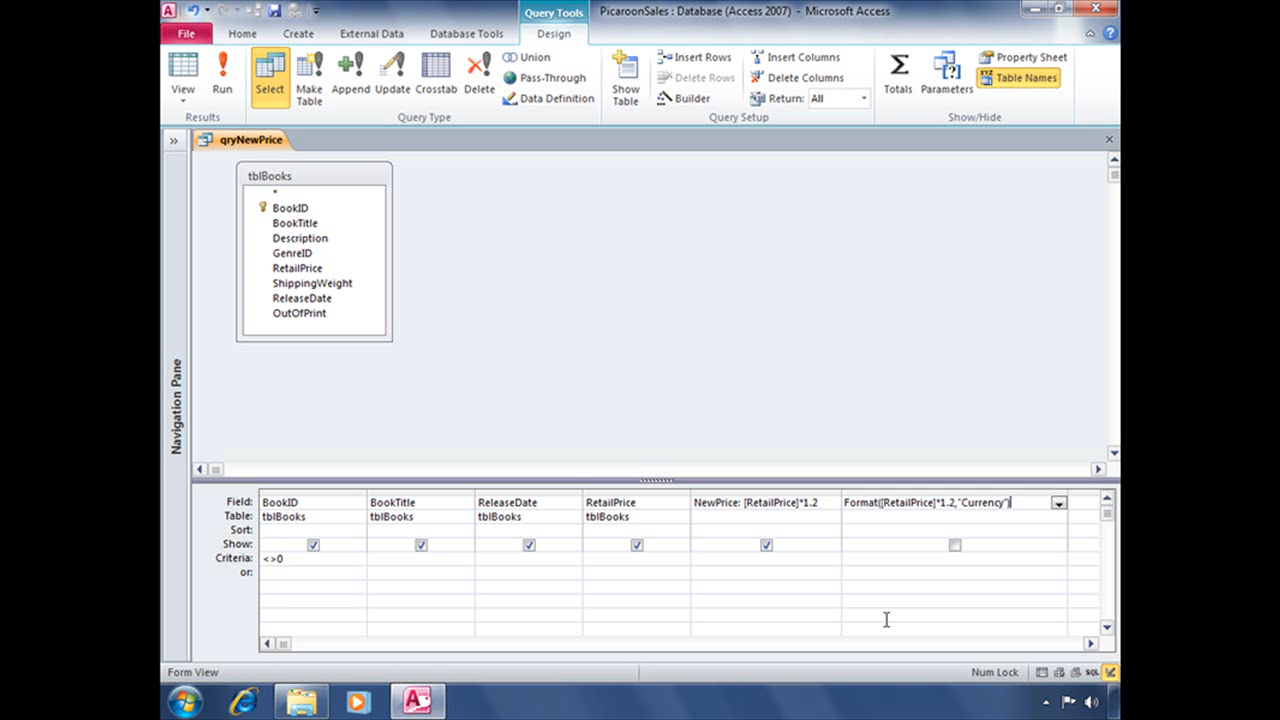 Query Tools
PicaroonSales : Database (Access 2007) - Microsoft Access
File Home Create External Data Database Tools Design
View
Run
Select
Make Table
Append
Update
Crosstab
Delete
Union
Pass-Through
Data Definition
Show Table
Insert Rows
Delete Rows
Builder
Insert Columns
Delete Columns
Return: All
Totals
Parameters
Property Sheet
Table Names
Results Query Type Query Setup Show/Hide
qryNewPrice
Navigation Pane
tblBooks
*
BookID
BookTitle
Description
GenreID
RetailPrice
ShippingWeight
ReleaseDate
OutOfPrint
Field: BookID BookTitle ReleaseDate RetailPrice NewPrice: [RetailPrice]*1.2 Format([RetailPrice]*1.2,"Currency")
Table: tblBooks tblBooks tblBooks tblBooks
Sort:
Show:
Criteria: <>0
or:
Form View Num Lock SQL